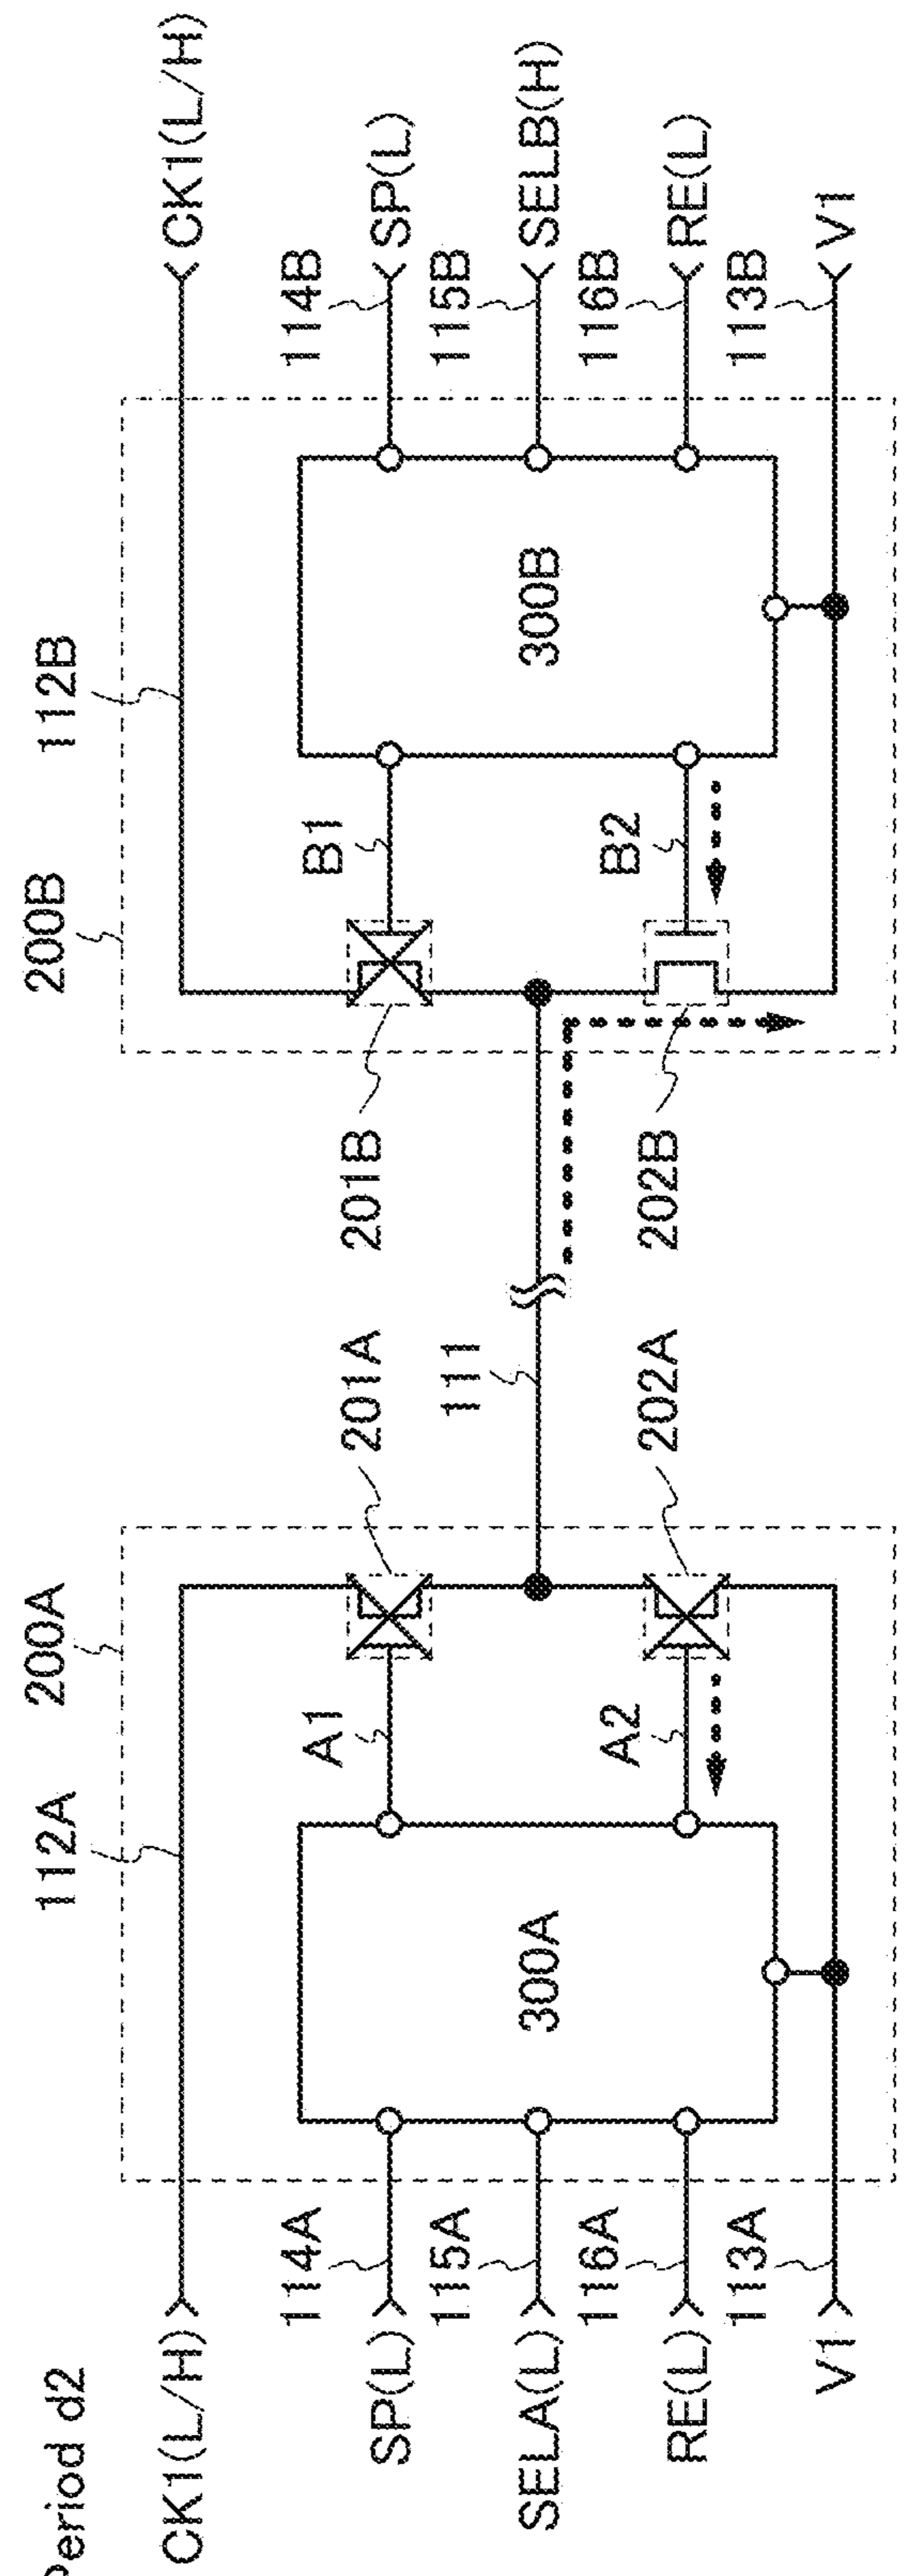 Period d2
112A
200A
200B
112B
CK1(L/H)
CK1(L/H)
114A
SP(L)
A1
201A
201B
B1
114B
SP(L)
115A
SELA(L)
300A
111
300B
115B
SELB(H)
116A
RE(L)
A2
202A
202B
B2
116B
RE(L)
113A
V1
113B
V1